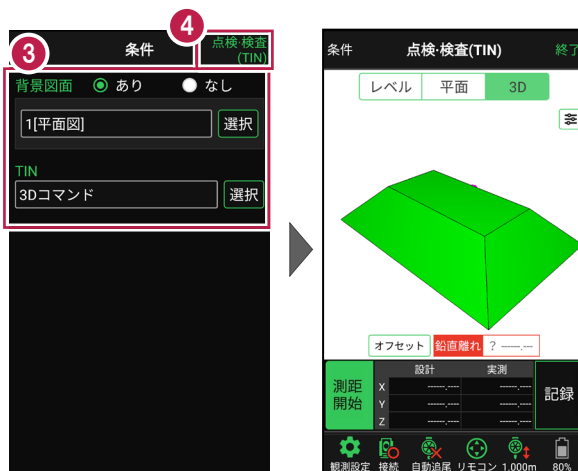 3
4
条件
点検・検査
(TIN)
背景図面 あり なし
1[平面図] 選択
TIN
3Dコマンド 選択
条件 点検・検査(TIN) 終了
レベル 平面 3D
オフセット 鉛直離れ ? ----.---
設計 実測
測距
開始
X -----.---- -----.----
Y -----.---- -----.----
Z -----.---- -----.----
記録
観測設定 接続 自動追尾 リモコン 1.000m 80%